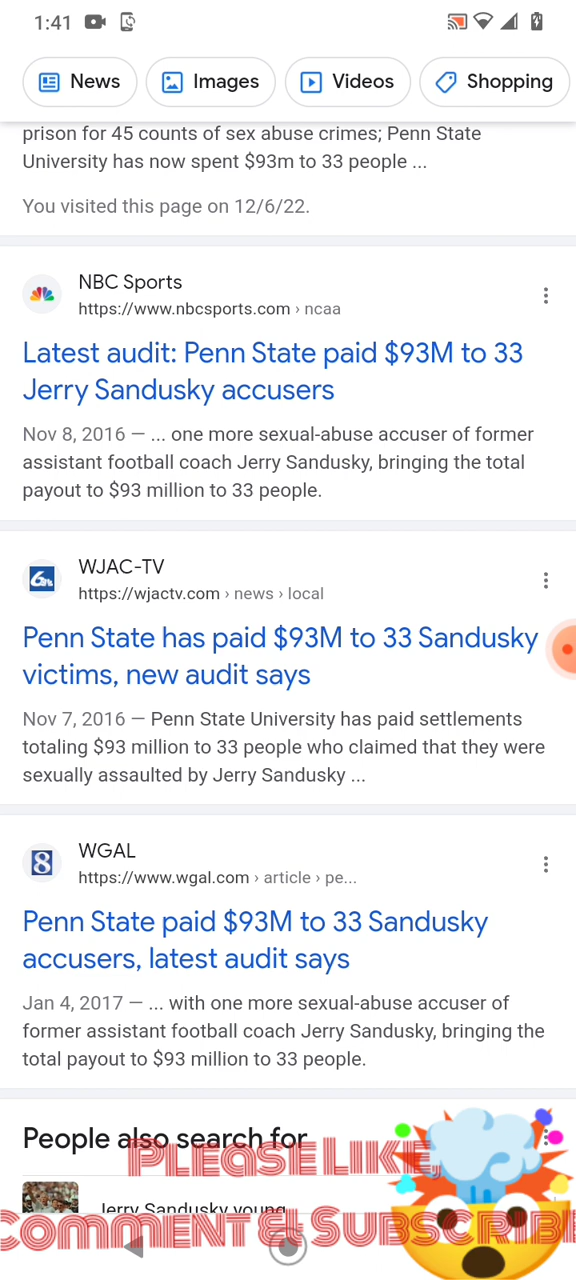 1:41
News Images Videos Shopping
prison for 45 counts of sex abuse crimes; Penn State
University has now spent $93m to 33 people ...
You visited this page on 12/6/22.
NBC Sports
https://www.nbcsports.com › ncaa
Latest audit: Penn State paid $93M to 33
Jerry Sandusky accusers
Nov 8, 2016 — ... one more sexual-abuse accuser of former
assistant football coach Jerry Sandusky, bringing the total
payout to $93 million to 33 people.
WJAC-TV
https://wjactv.com › news › local
Penn State has paid $93M to 33 Sandusky
victims, new audit says
Nov 7, 2016 — Penn State University has paid settlements
totaling $93 million to 33 people who claimed that they were
sexually assaulted by Jerry Sandusky ...
WGAL
https://www.wgal.com › article › pe...
Penn State paid $93M to 33 Sandusky
accusers, latest audit says
Jan 4, 2017 — ... with one more sexual-abuse accuser of
former assistant football coach Jerry Sandusky, bringing the
total payout to $93 million to 33 people.
People also search for
PLEASE LIKE,
Jerry Sandusky young
COMMENT & SUBSCRIBE